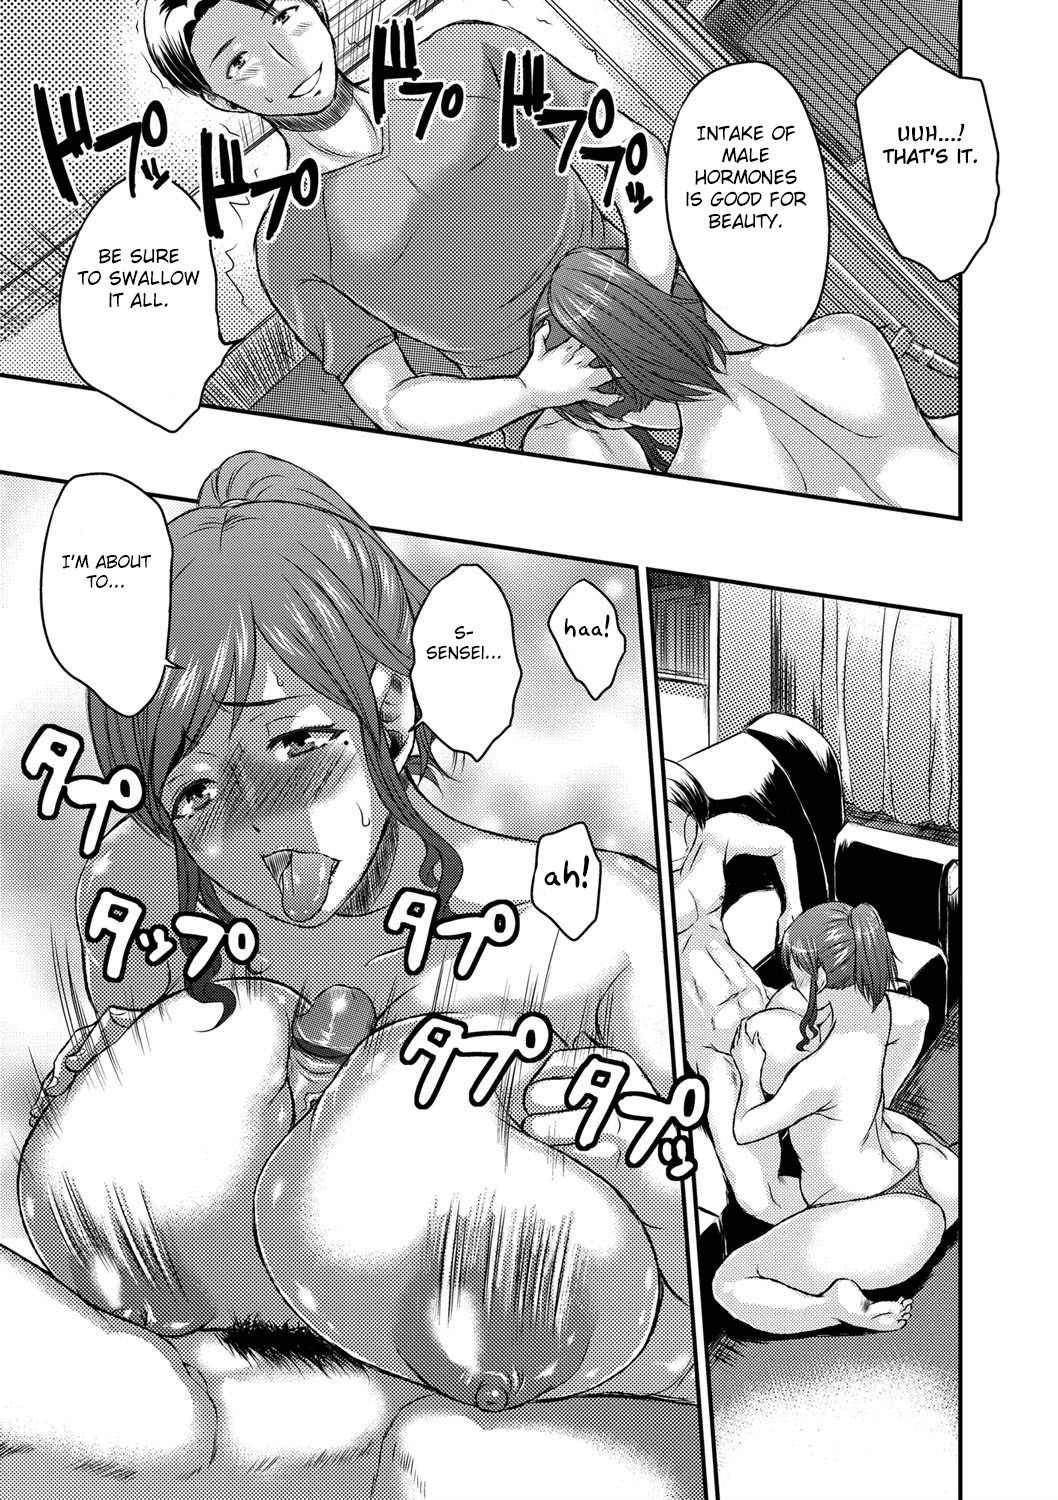 UUH...!
THAT'S IT.
INTAKE OF
MALE
HORMONES
IS GOOD FOR
BEAUTY.
ドプッ
ドプッ
ドプッ
ドプッ
BE SURE
TO SWALLOW
IT ALL.
haa!
S-
SENSEI...
I'M ABOUT
TO...
ah!
タプ
タップ
タプ
タプ
タプッ